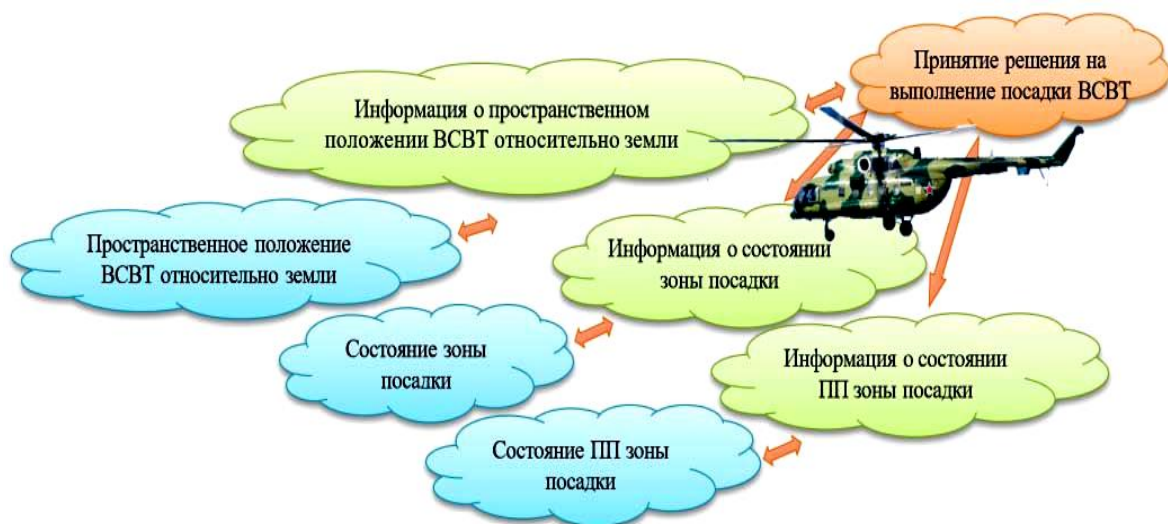 Принятие решения на
выполнение посадки ВСВТ
Информация о пространственном
положении ВСВТ относительно земли
Пространственное положение
ВСВТ относительно земли
Информация о состоянии
зоны посадки
Состояние зоны
посадки
Информация о состоянии
ПП зоны посадки
Состояние ПП зоны
посадки